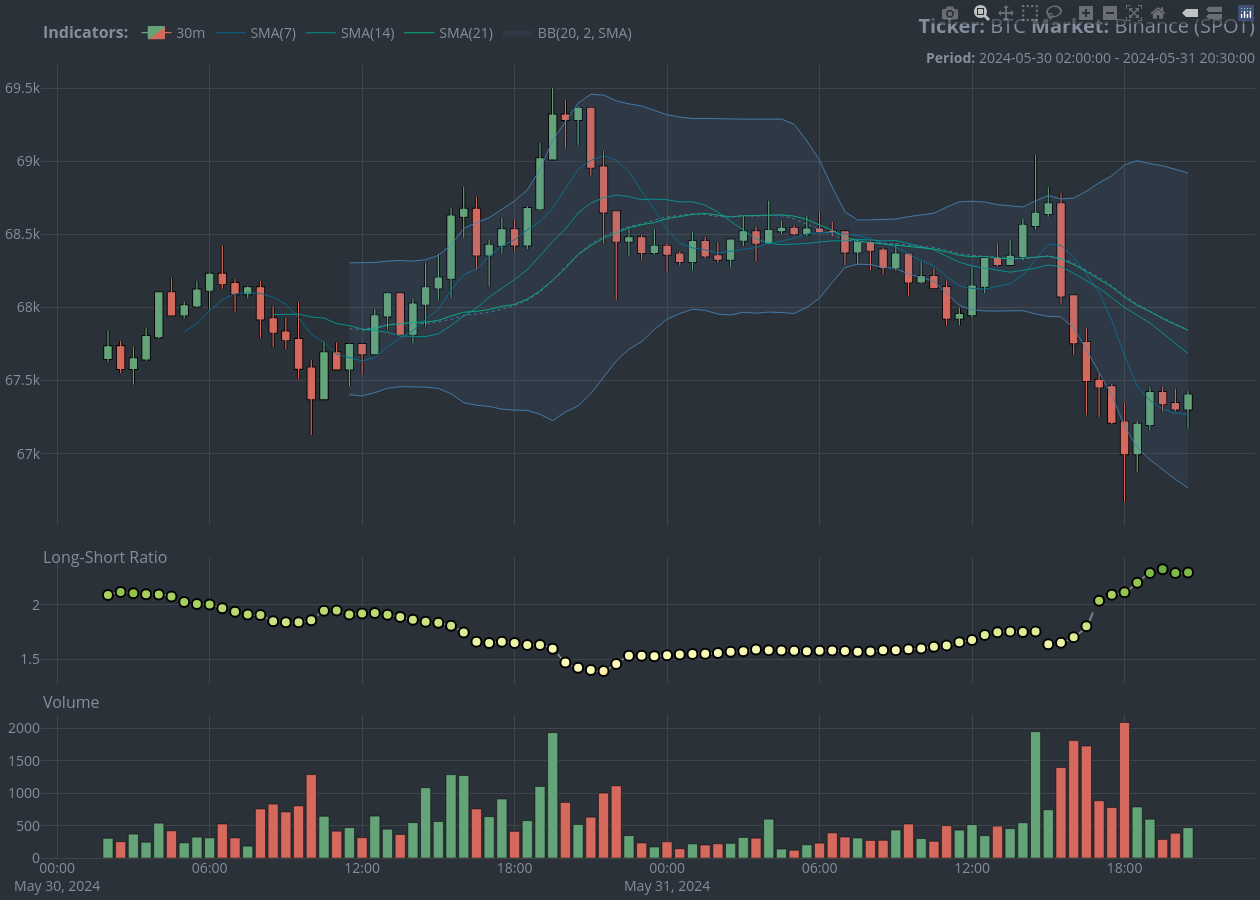 Indicators: 30m SMA(7) SMA(14) SMA(21) BB(20, 2, SMA)
Ticker: BTC Market: Binance (SPOT)
Period: 2024-05-30 02:00:00 - 2024-05-31 20:30:00
69.5k
69k
68.5k
68k
67.5k
67k
Long-Short Ratio
2
1.5
Volume
2000
1500
1000
500
0
00:00 06:00 12:00 18:00 00:00 06:00 12:00 18:00
May 30, 2024 May 31, 2024